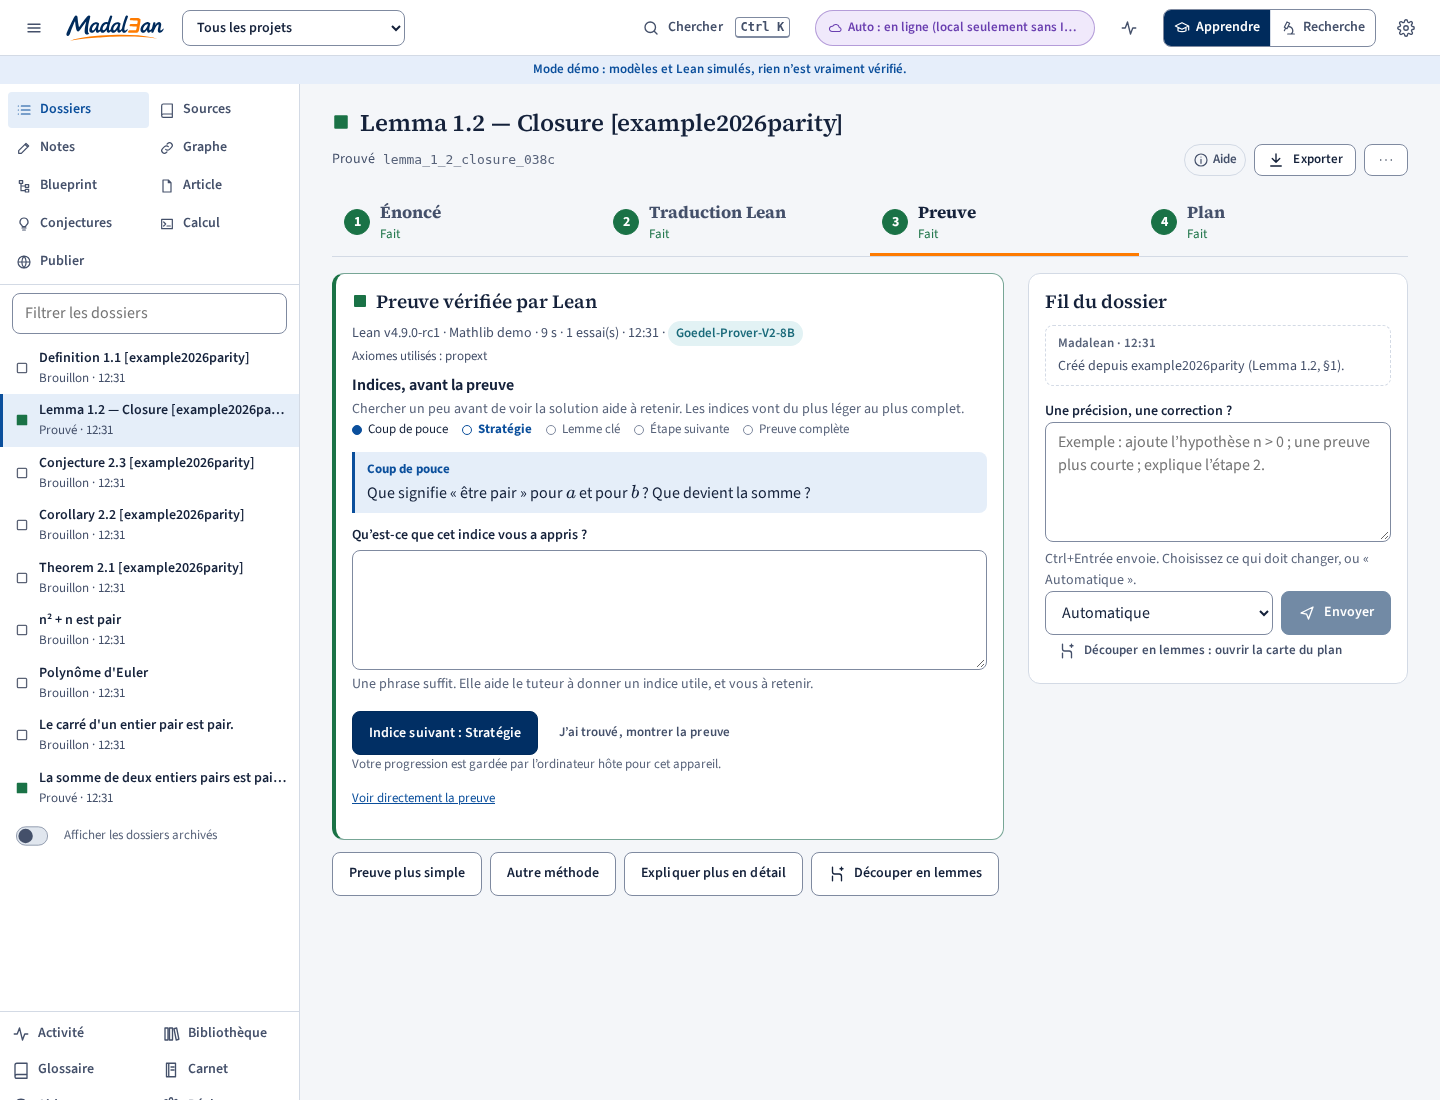 Madalean
Tous les projets
Chercher
Ctrl K
Auto : en ligne (local seulement sans I…
Apprendre
Recherche
Mode démo : modèles et Lean simulés, rien n’est vraiment vérifié.
Dossiers
Sources
Notes
Graphe
Blueprint
Article
Conjectures
Calcul
Publier
Filtrer les dossiers
Definition 1.1 [example2026parity]
Brouillon · 12:31
Lemma 1.2 — Closure [example2026pa…
Prouvé · 12:31
Conjecture 2.3 [example2026parity]
Brouillon · 12:31
Corollary 2.2 [example2026parity]
Brouillon · 12:31
Theorem 2.1 [example2026parity]
Brouillon · 12:31
n² + n est pair
Brouillon · 12:31
Polynôme d'Euler
Brouillon · 12:31
Le carré d'un entier pair est pair.
Brouillon · 12:31
La somme de deux entiers pairs est pai…
Prouvé · 12:31
Afficher les dossiers archivés
Activité
Bibliothèque
Glossaire
Carnet
Lemma 1.2 — Closure [example2026parity]
Prouvé lemma_1_2_closure_038c
Aide
Exporter
···
1 Énoncé
Fait
2 Traduction Lean
Fait
3 Preuve
Fait
4 Plan
Fait
Preuve vérifiée par Lean
Lean v4.9.0-rc1 · Mathlib demo · 9 s · 1 essai(s) · 12:31 · Goedel-Prover-V2-8B
Axiomes utilisés : propext
Indices, avant la preuve
Chercher un peu avant de voir la solution aide à retenir. Les indices vont du plus léger au plus complet.
Coup de pouce Stratégie Lemme clé Étape suivante Preuve complète
Coup de pouce
Que signifie « être pair » pour a et pour b ? Que devient la somme ?
Qu’est-ce que cet indice vous a appris ?
Une phrase suffit. Elle aide le tuteur à donner un indice utile, et vous à retenir.
Indice suivant : Stratégie
J’ai trouvé, montrer la preuve
Votre progression est gardée par l’ordinateur hôte pour cet appareil.
Voir directement la preuve
Preuve plus simple
Autre méthode
Expliquer plus en détail
Découper en lemmes
Fil du dossier
Madalean · 12:31
Créé depuis example2026parity (Lemma 1.2, §1).
Une précision, une correction ?
Exemple : ajoute l’hypothèse n > 0 ; une preuve
plus courte ; explique l’étape 2.
Ctrl+Entrée envoie. Choisissez ce qui doit changer, ou «
Automatique ».
Automatique
Envoyer
Découper en lemmes : ouvrir la carte du plan